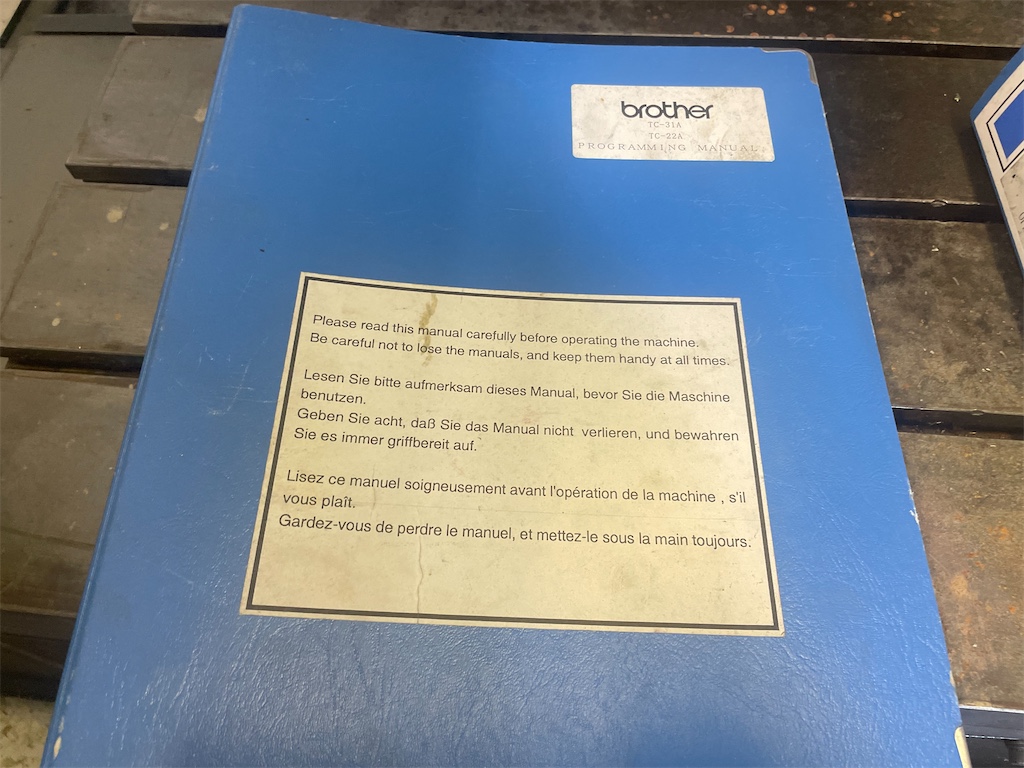 brother
TC-31A
TC-22A
PROGRAMMING MANUAL
Please read this manual carefully before operating the machine.
Be careful not to lose the manuals, and keep them handy at all times.
Lesen Sie bitte aufmerksam dieses Manual, bevor Sie die Maschine
benutzen.
Geben Sie acht, daß Sie das Manual nicht verlieren, und bewahren
Sie es immer griffbereit auf.
Lisez ce manuel soigneusement avant l'opération de la machine , s'il
vous plaît.
Gardez-vous de perdre le manuel, et mettez-le sous la main toujours.